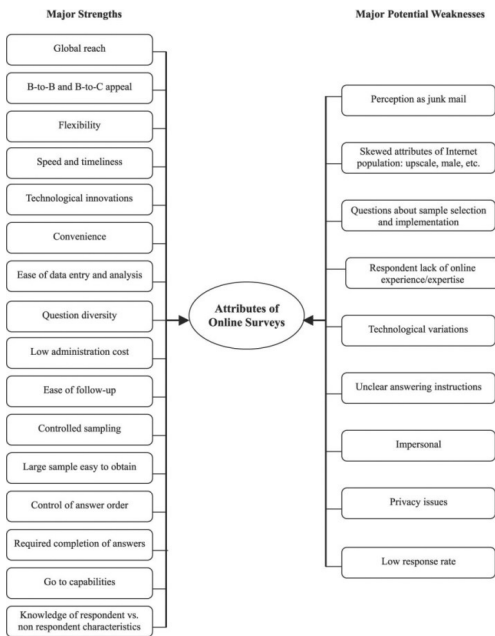 Major Strengths
Global reach
B-to-B and B-to-C appeal
Flexibility
Speed and timeliness
Technological innovations
Convenience
Ease of data entry and analysis
Question diversity
Low administration cost
Ease of follow-up
Controlled sampling
Large sample easy to obtain
Control of answer order
Required completion of answers
Go to capabilities
Knowledge of respondent vs.
non respondent characteristics
Attributes of
Online Surveys
Major Potential Weaknesses
Perception as junk mail
Skewed attributes of Internet
population: upscale, male, etc.
Questions about sample selection
and implementation
Respondent lack of online
experience/expertise
Technological variations
Unclear answering instructions
Impersonal
Privacy issues
Low response rate